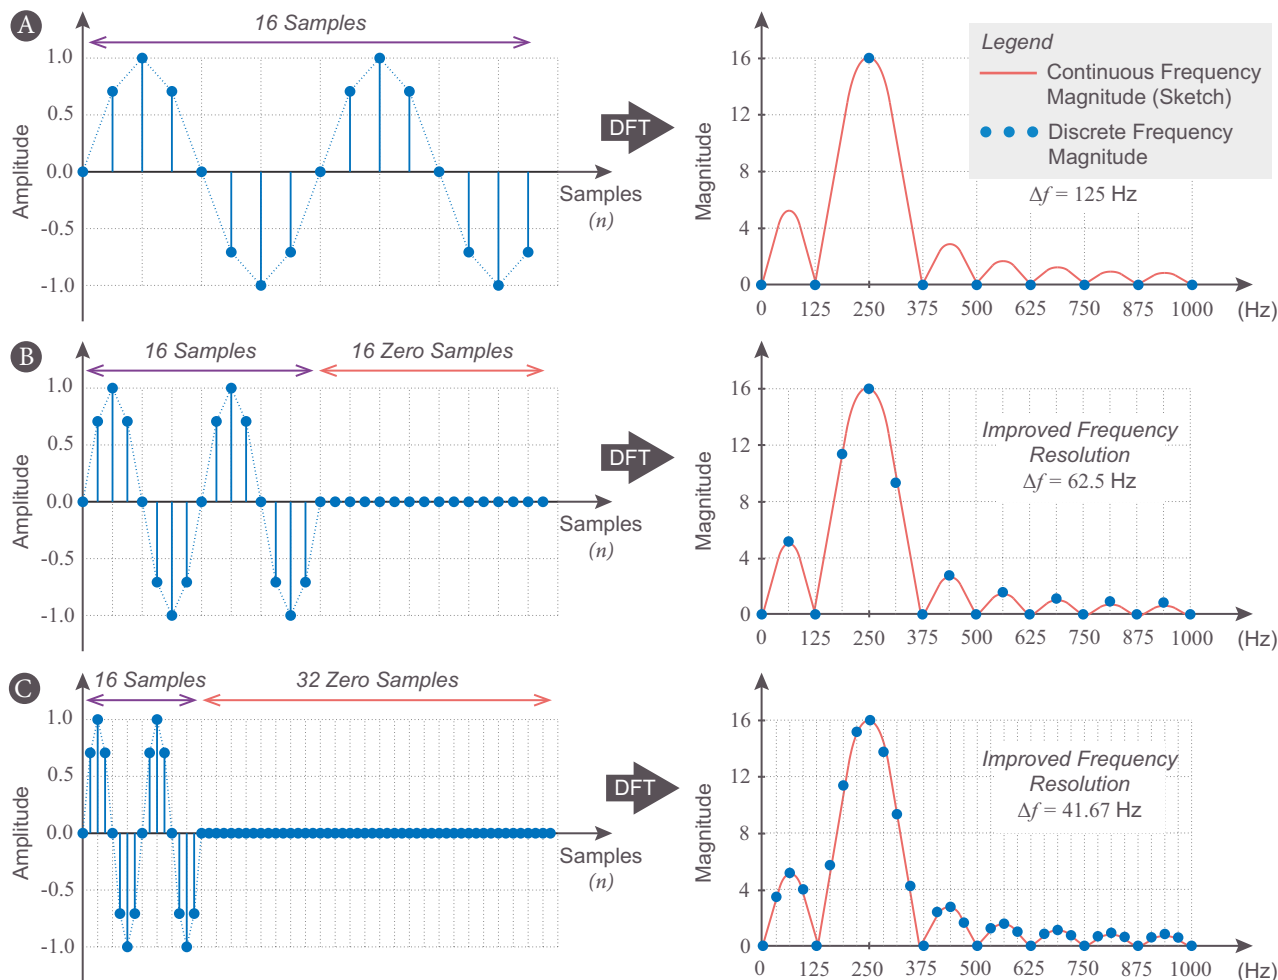 A
16 Samples
1.0
0.5
0.0
-0.5
-1.0
Amplitude
Samples
(n)
DFT
16
12
8
4
0
Magnitude
0 125 250 375 500 625 750 875 1000 (Hz)
Legend
Continuous Frequency
Magnitude (Sketch)
Discrete Frequency
Magnitude
Δf = 125 Hz
B
16 Samples
16 Zero Samples
1.0
0.5
0.0
-0.5
-1.0
Amplitude
Samples
(n)
DFT
16
12
8
4
0
Magnitude
0 125 250 375 500 625 750 875 1000 (Hz)
Improved Frequency
Resolution
Δf = 62.5 Hz
C
16 Samples
32 Zero Samples
1.0
0.5
0.0
-0.5
-1.0
Amplitude
Samples
(n)
DFT
16
12
8
4
0
Magnitude
0 125 250 375 500 625 750 875 1000 (Hz)
Improved Frequency
Resolution
Δf = 41.67 Hz